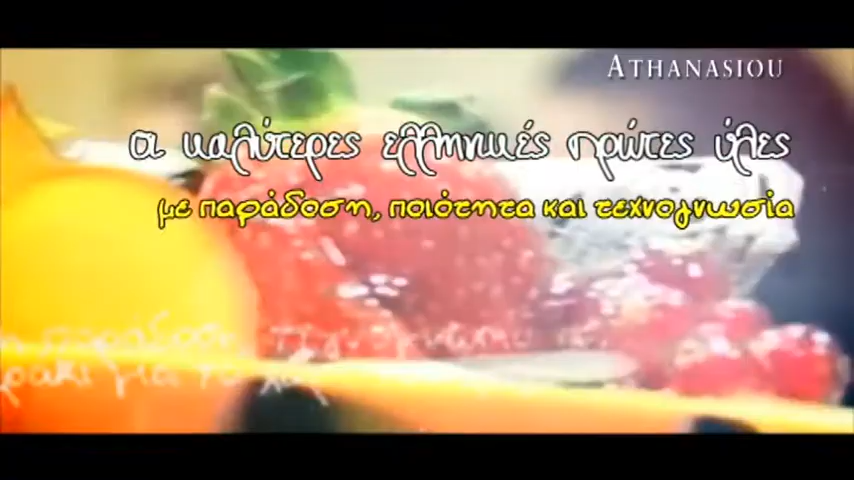 ATHANASIOU
οι καλύτερες ελληνικές πρώτες ύλες
με παράδοση, ποιότητα και τεχνογνωσία